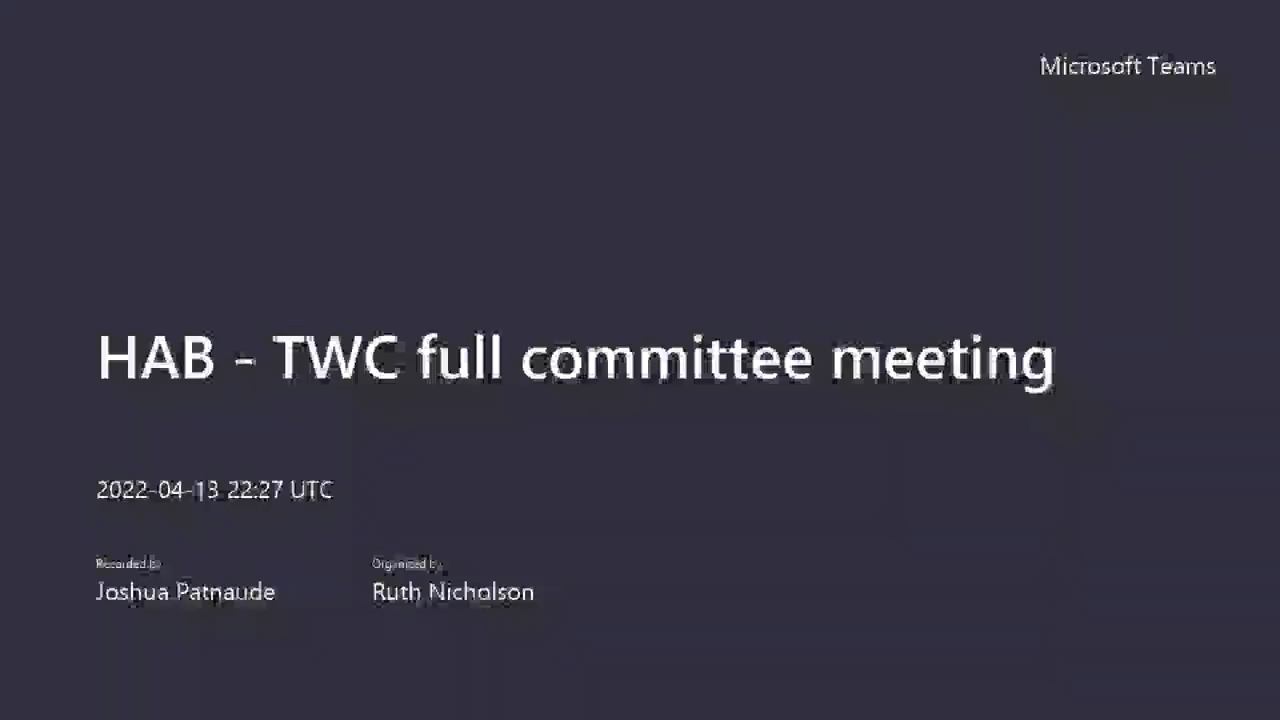 Microsoft Teams
HAB - TWC full committee meeting
2022-04-13 22:27 UTC
Recorded by
Organized by
Joshua Patnaude
Ruth Nicholson